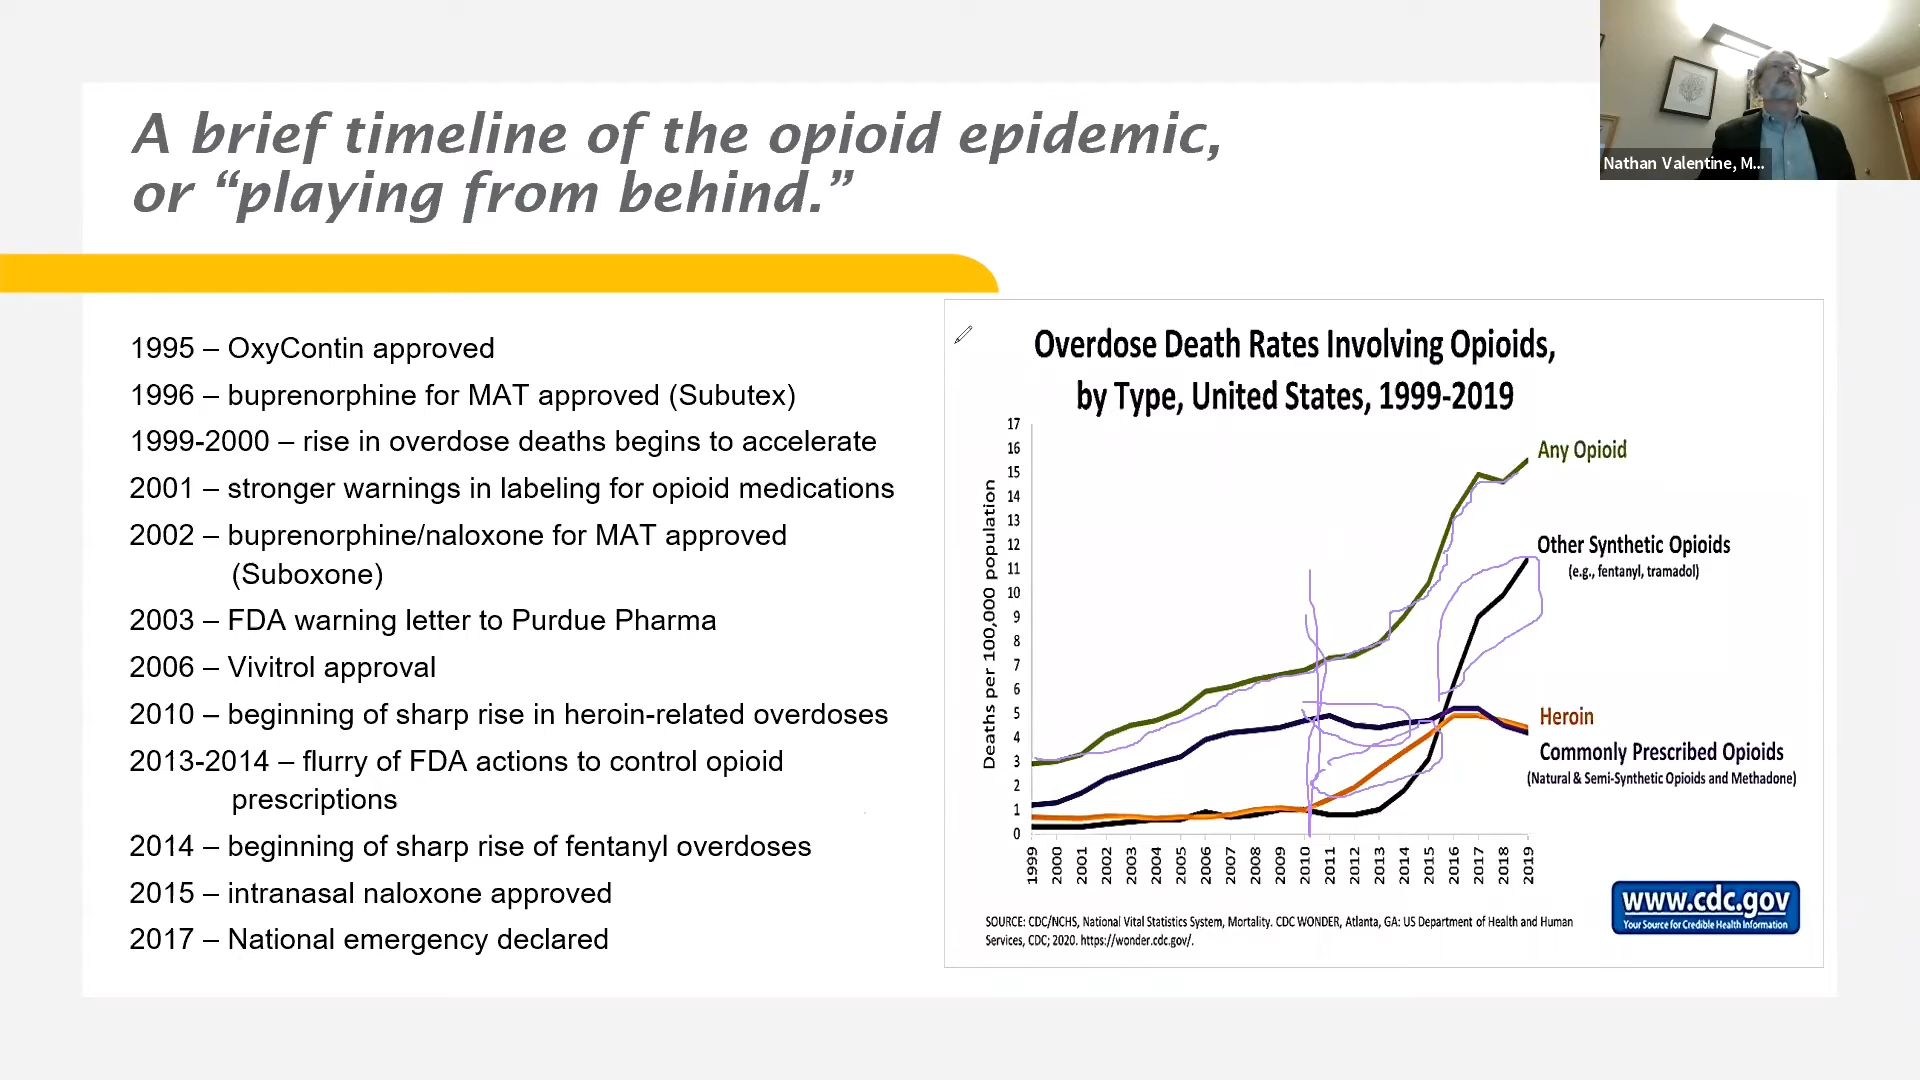 Nathan Valentine, M...
A brief timeline of the opioid epidemic,
or “playing from behind.”
1995 – OxyContin approved
1996 – buprenorphine for MAT approved (Subutex)
1999-2000 – rise in overdose deaths begins to accelerate
2001 – stronger warnings in labeling for opioid medications
2002 – buprenorphine/naloxone for MAT approved
(Suboxone)
2003 – FDA warning letter to Purdue Pharma
2006 – Vivitrol approval
2010 – beginning of sharp rise in heroin-related overdoses
2013-2014 – flurry of FDA actions to control opioid
prescriptions
2014 – beginning of sharp rise of fentanyl overdoses
2015 – intranasal naloxone approved
2017 – National emergency declared
Overdose Death Rates Involving Opioids,
by Type, United States, 1999-2019
Deaths per 100,000 population
17
16
15
14
13
12
11
10
9
8
7
6
5
4
3
2
1
0
1999
2000
2001
2002
2003
2004
2005
2006
2007
2008
2009
2010
2011
2012
2013
2014
2015
2016
2017
2018
2019
Any Opioid
Other Synthetic Opioids
(e.g., fentanyl, tramadol)
Heroin
Commonly Prescribed Opioids
(Natural & Semi-Synthetic Opioids and Methadone)
SOURCE: CDC/NCHS, National Vital Statistics System, Mortality. CDC WONDER, Atlanta, GA: US Department of Health and Human
Services, CDC; 2020. https://wonder.cdc.gov/.
www.cdc.gov
Your Source for Credible Health Information